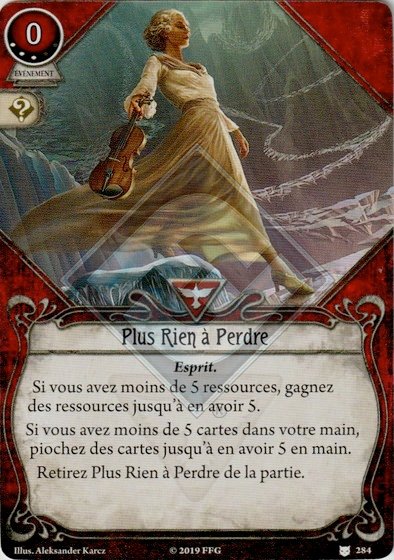 0
ÉVÉNEMENT
?
Plus Rien à Perdre
Esprit.
Si vous avez moins de 5 ressources, gagnez
des ressources jusqu'à en avoir 5.
Si vous avez moins de 5 cartes dans votre main,
piochez des cartes jusqu'à en avoir 5 en main.
Retirez Plus Rien à Perdre de la partie.
Illus. Aleksander Karcz
© 2019 FFG
284